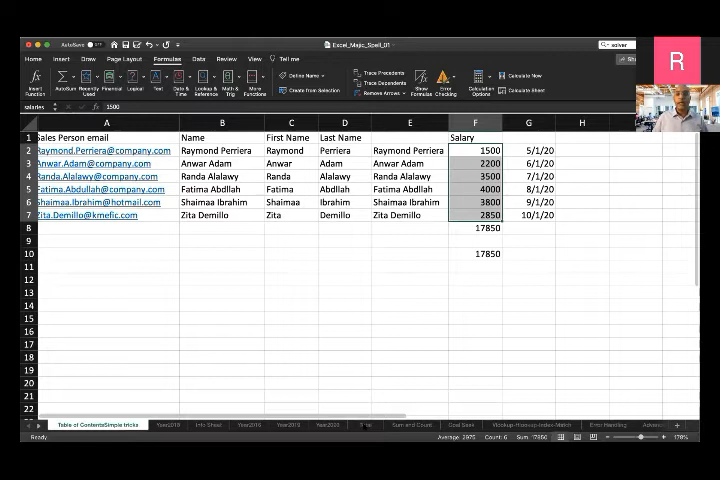 AutoSave OFF Excel_Majic_Spell_01 solver
Home Insert Draw Page Layout Formulas Data Review View Tell me
Insert Function AutoSum Recently Used Financial Logical Text Date & Time Lookup & Reference Math & Trig More Functions Define Name Create from Selection Trace Precedents Trace Dependents Remove Arrows Show Formulas Error Checking Calculation Options Calculate Now Calculate Sheet
salaries fx 1500
A B C D E F G H
1 Sales Person email Name First Name Last Name Salary
2 Raymond.Perriera@company.com Raymond Perriera Raymond Perriera Raymond Perriera 1500 5/1/20
3 Anwar.Adam@company.com Anwar Adam Anwar Adam Anwar Adam 2200 6/1/20
4 Randa.Alalawy@company.com Randa Alalawy Randa Alalawy Randa Alalawy 3500 7/1/20
5 Fatima.Abdullah@company.com Fatima Abdllah Fatima Abdllah Fatima Abdllah 4000 8/1/20
6 Shaimaa.Ibrahim@hotmail.com Shaimaa Ibrahim Shaimaa Ibrahim Shaimaa Ibrahim 3800 9/1/20
7 Zita.Demillo@kmefic.com Zita Demillo Zita Demillo Zita Demillo 2850 10/1/20
8 17850
9
10 17850
11
12
13
14
15
16
17
18
19
20
21
22
Table of ContentsSimple tricks Year2018 Info Sheet Year2016 Year2019 Year2020 Sum and Count Goal Seek Vlookup-Hlookup-Index-Match Error Handling
Ready Average: 2975 Count: 6 Sum: 17850 178%
R